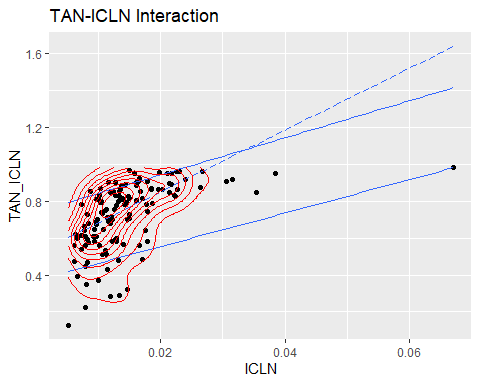 TAN-ICLN Interaction
1.6
1.2
0.8
0.4
TAN_ICLN
0.02 0.04 0.06
ICLN